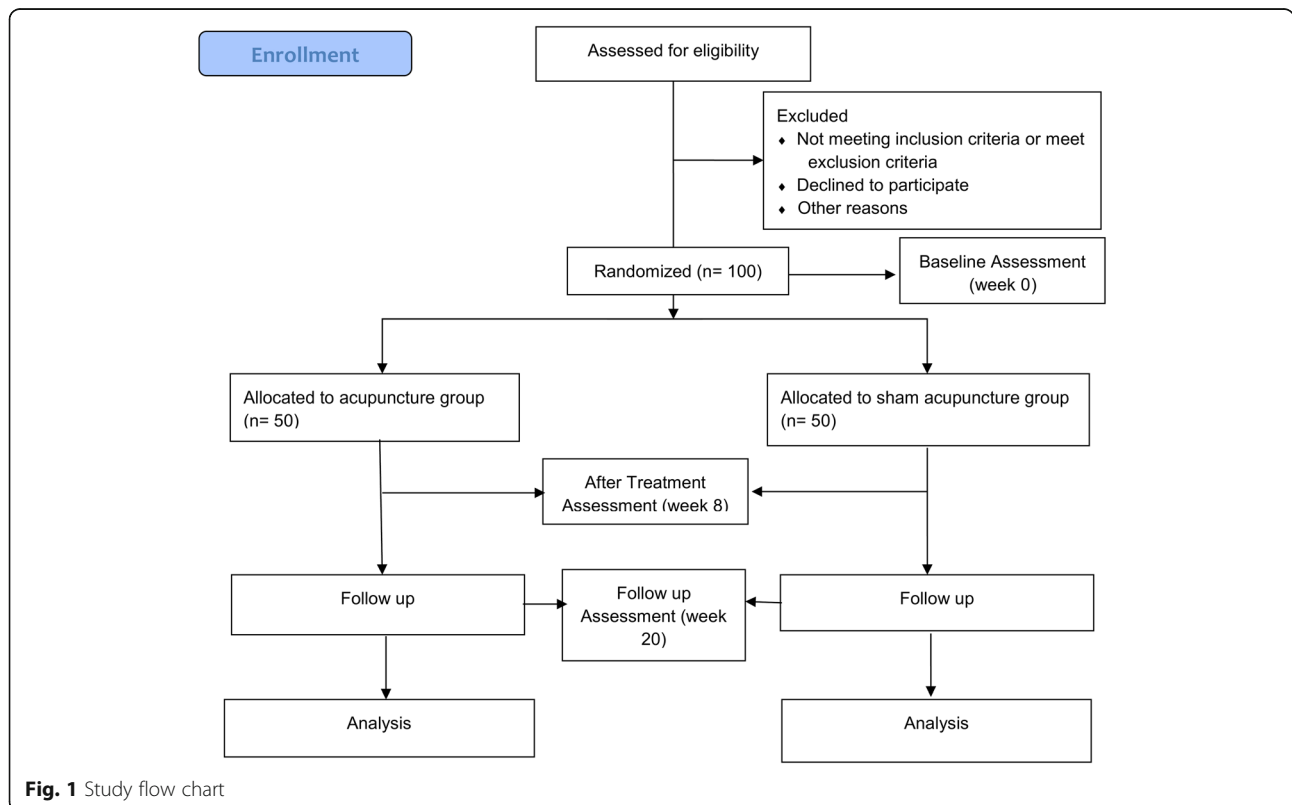 Enrollment
Assessed for eligibility
Excluded
♦ Not meeting inclusion criteria or meet
exclusion criteria
♦ Declined to participate
♦ Other reasons
Randomized (n= 100)
Baseline Assessment
(week 0)
Allocated to acupuncture group
(n= 50)
Allocated to sham acupuncture group
(n= 50)
After Treatment
Assessment (week 8)
Follow up
Follow up
Assessment (week
20)
Follow up
Analysis
Analysis
Fig. 1 Study flow chart